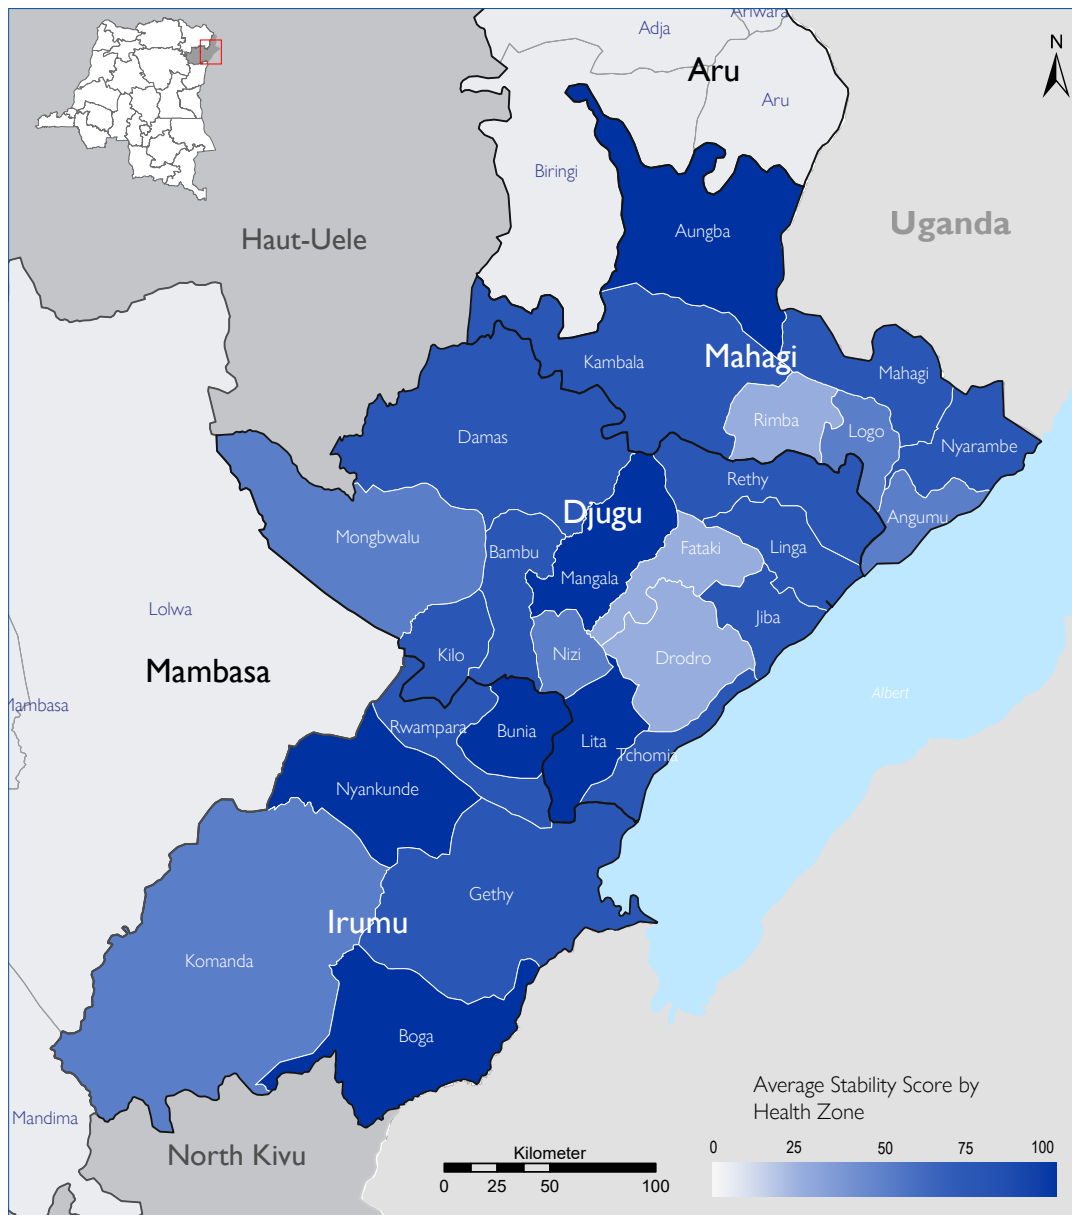 Adja
Ariwara
Aru
Aru
Biringi
Haut-Uele
Uganda
Aungba
Kambala
Mahagi
Mahagi
Rimba
Logo
Nyarambe
Damas
Rethy
Djugu
Angumu
Mongbwalu
Bambu
Fataki
Linga
Mangala
Lolwa
Jiba
Kilo
Nizi
Drodro
Mambasa
Mambasa
Albert
Rwampara
Bunia
Lita
Tchomia
Nyankunde
Gethy
Irumu
Komanda
Boga
Mandima
North Kivu
N
Average Stability Score by
Health Zone
0 25 50 75 100
Kilometer
0 25 50 100